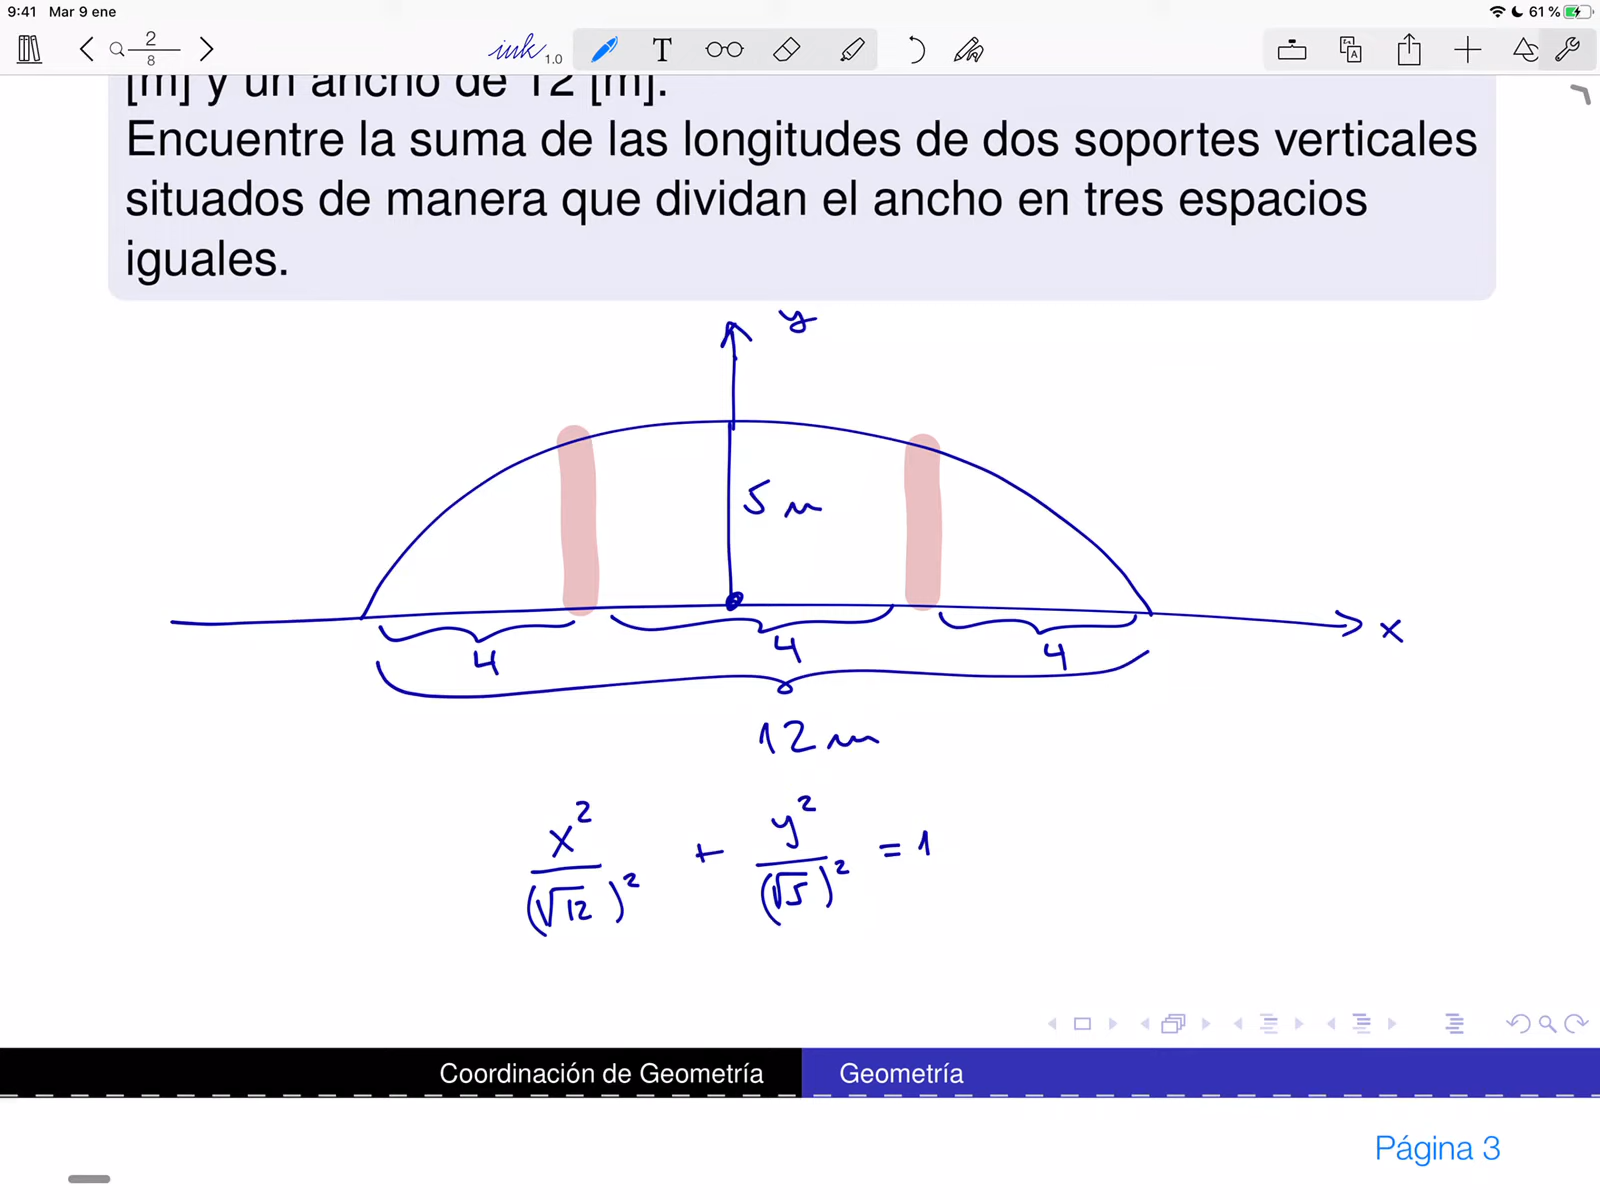 9:41 Mar 9 ene
61 %
2
8
ink 1.0
T
[m] y un ancho de 12 [m].
Encuentre la suma de las longitudes de dos soportes verticales
situados de manera que dividan el ancho en tres espacios
iguales.
y
5 m
x
4 4 4
12 m
x² / (√12)² + y² / (√5)² = 1
Coordinación de Geometría
Geometría
Página 3